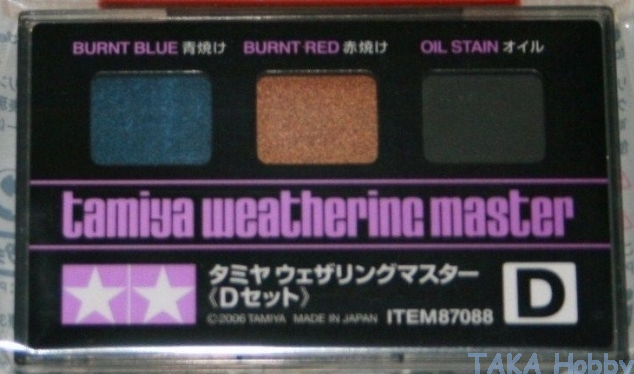 BURNT BLUE 青焼け BURNT RED 赤焼け OIL STAIN オイル
tamiya weathering master
タミヤ ウェザリングマスター
《Dセット》
©2006 TAMIYA MADE IN JAPAN ITEM87088
D
TAKA Hobby